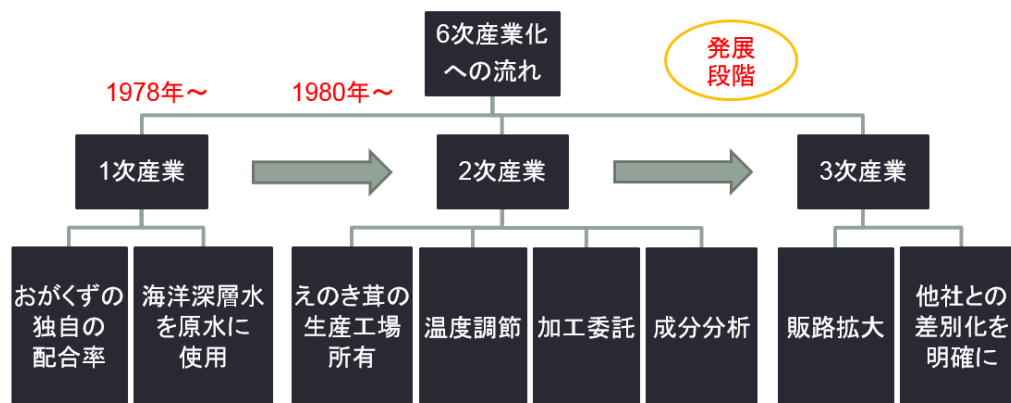 6次産業化
への流れ
発展
段階
1978年～
1980年～
1次産業
2次産業
3次産業
おがくずの
独自の
配合率
海洋深層水
を原水に
使用
えのき茸の
生産工場
所有
温度調節
加工委託
成分分析
販路拡大
他社との
差別化を
明確に